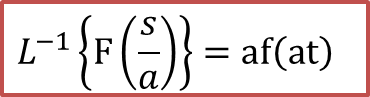 L⁻¹{F(s/a)} = af(at)